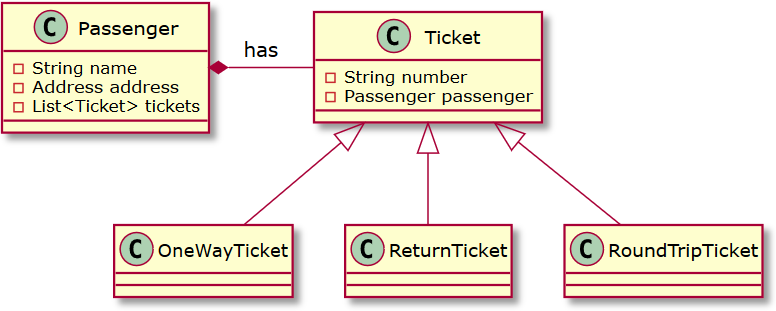 C Passenger
String name
Address address
List<Ticket> tickets
has
C Ticket
String number
Passenger passenger
C OneWayTicket
C ReturnTicket
C RoundTripTicket